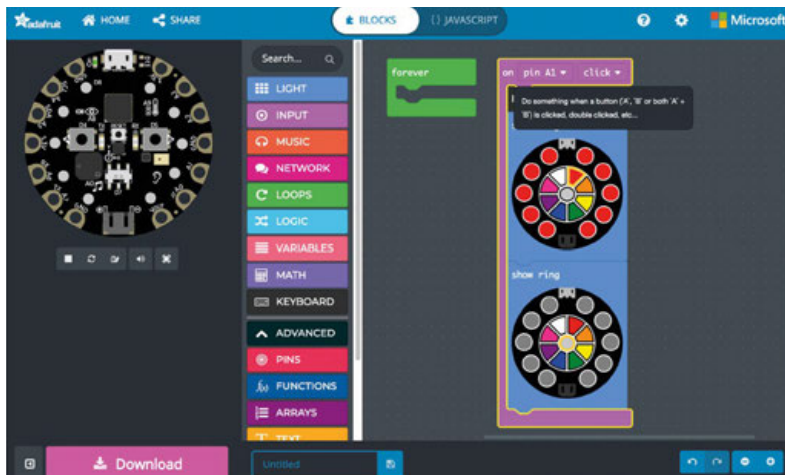 adafruit
HOME
SHARE
BLOCKS
{} JAVASCRIPT
?
Microsoft
Search...
LIGHT
INPUT
MUSIC
NETWORK
LOOPS
LOGIC
VARIABLES
MATH
KEYBOARD
ADVANCED
PINS
FUNCTIONS
ARRAYS
TEXT
forever
on pin A1 click
Do something when a button ('A', 'B' or both 'A' +
'B') is clicked, double clicked, etc...
show ring
Download
Untitled